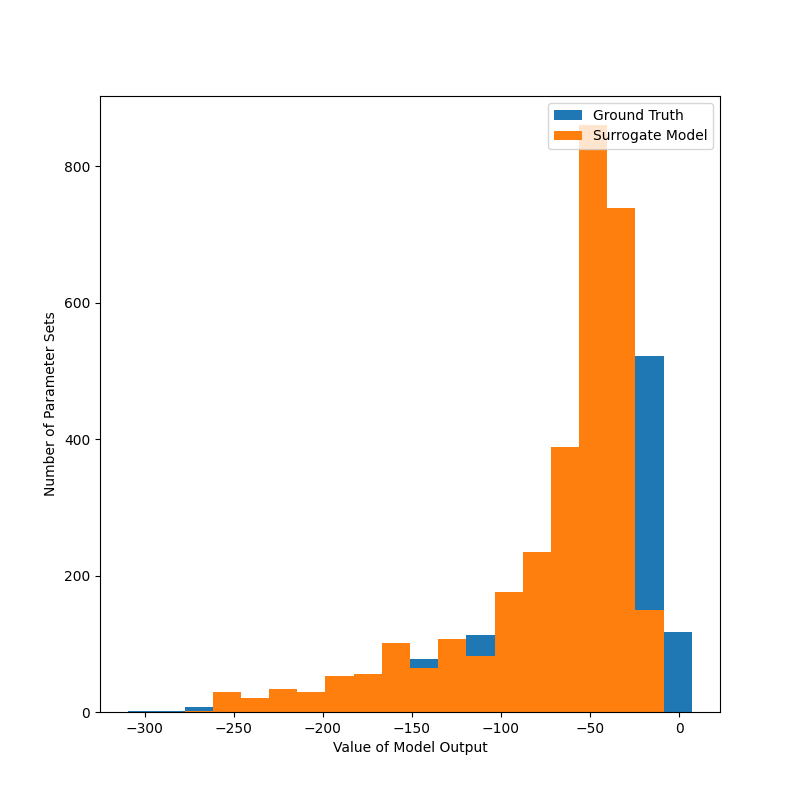 Ground Truth
Surrogate Model
800
600
400
200
0
Number of Parameter Sets
−300 −250 −200 −150 −100 −50 0
Value of Model Output